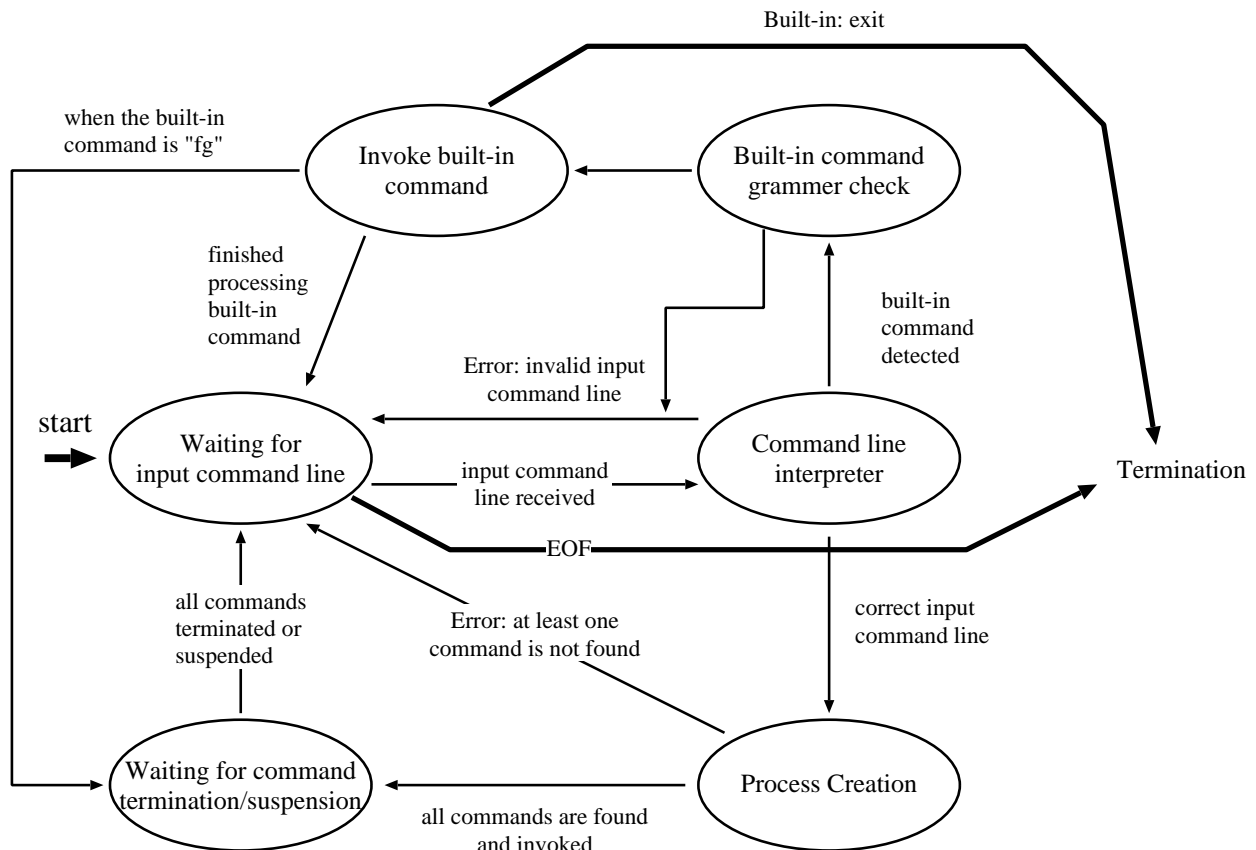 Built-in: exit
when the built-in
command is "fg"
Invoke built-in
command
Built-in command
grammer check
finished
processing
built-in
command
built-in
command
detected
Error: invalid input
command line
start
Waiting for
input command line
input command
line received
Command line
interpreter
Termination
EOF
all commands
terminated or
suspended
Error: at least one
command is not found
correct input
command line
Waiting for command
termination/suspension
Process Creation
all commands are found
and invoked